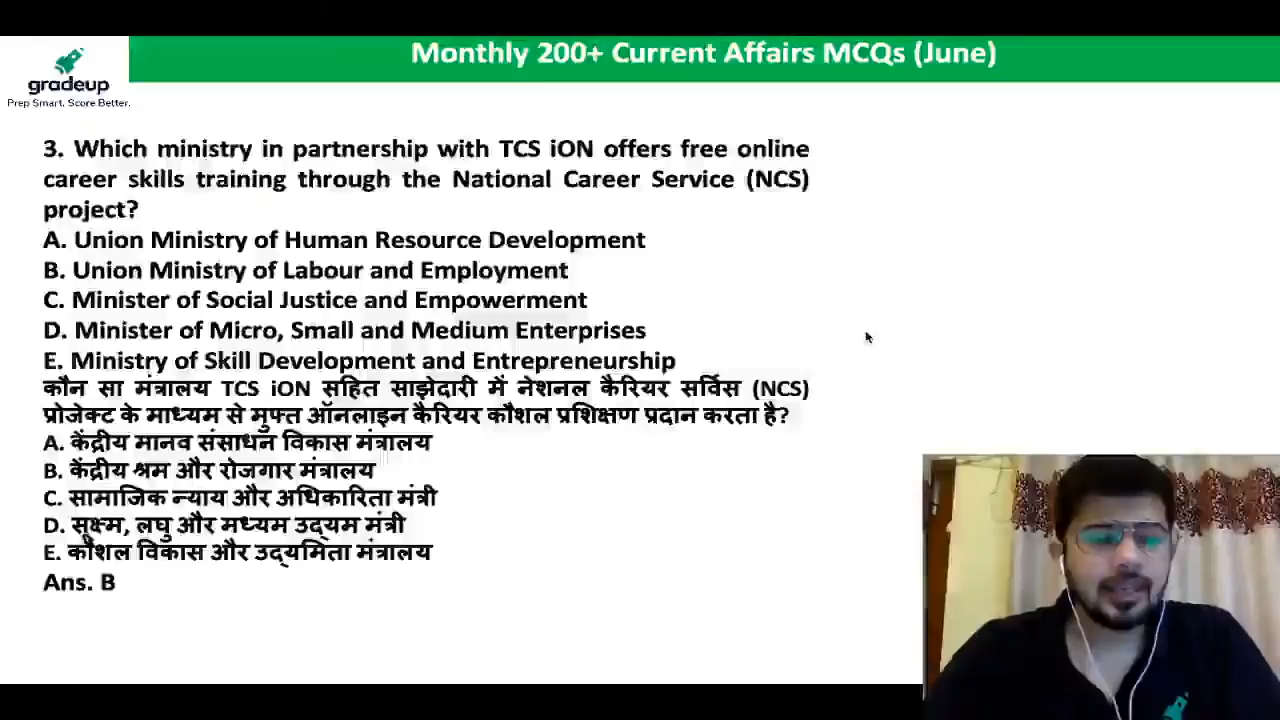 Monthly 200+ Current Affairs MCQs (June)
gradeup
Prep Smart. Score Better.
3. Which ministry in partnership with TCS iON offers free online
career skills training through the National Career Service (NCS)
project?
A. Union Ministry of Human Resource Development
B. Union Ministry of Labour and Employment
C. Minister of Social Justice and Empowerment
D. Minister of Micro, Small and Medium Enterprises
E. Ministry of Skill Development and Entrepreneurship
कौन सा मंत्रालय TCS iON सहित साझेदारी में नेशनल कैरियर सर्विस (NCS)
प्रोजेक्ट के माध्यम से मुफ्त ऑनलाइन कैरियर कौशल प्रशिक्षण प्रदान करता है?
A. केंद्रीय मानव संसाधन विकास मंत्रालय
B. केंद्रीय श्रम और रोजगार मंत्रालय
C. सामाजिक न्याय और अधिकारिता मंत्री
D. सूक्ष्म, लघु और मध्यम उद्यम मंत्री
E. कौशल विकास और उद्यमिता मंत्रालय
Ans. B